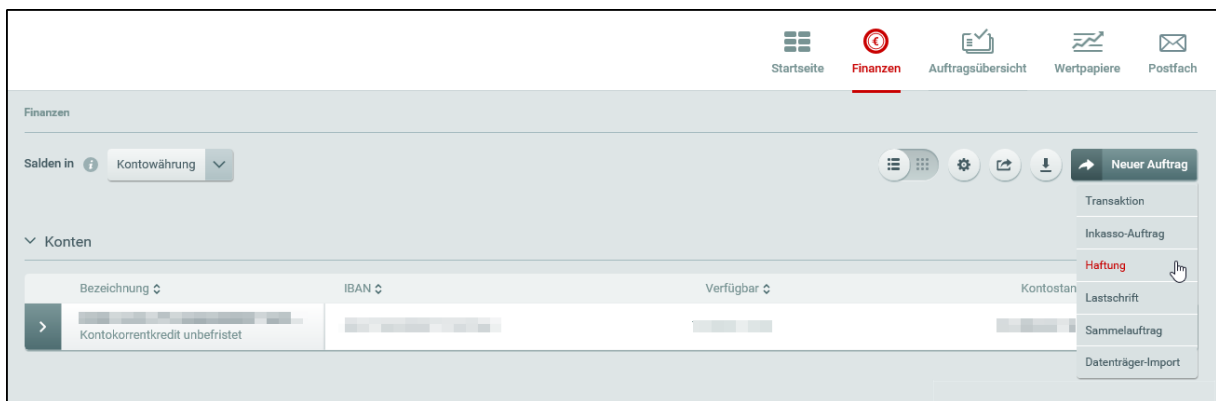 Startseite
Finanzen
Auftragsübersicht
Wertpapiere
Postfach
Finanzen
Salden in
Kontowährung
Neuer Auftrag
Transaktion
Inkasso-Auftrag
Haftung
Lastschrift
Sammelauftrag
Datenträger-Import
Konten
Bezeichnung
IBAN
Verfügbar
Kontostan
Kontokorrentkredit unbefristet